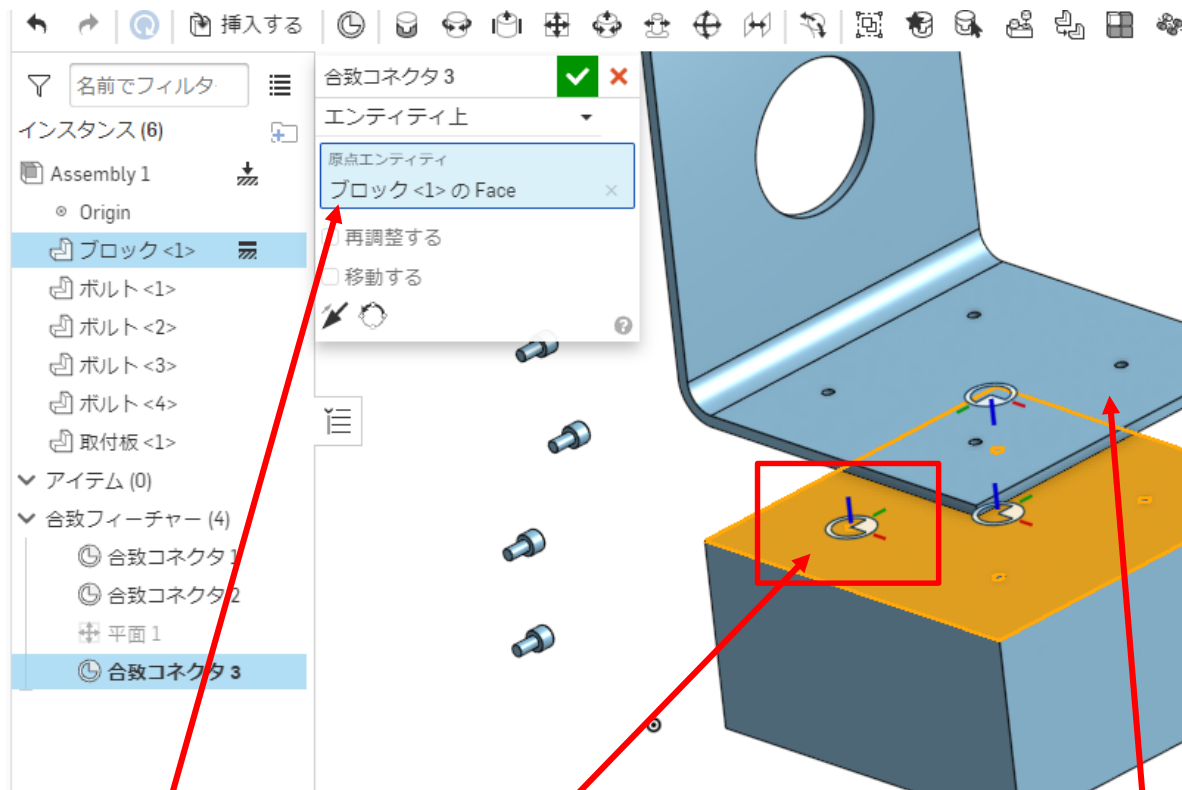 挿入する
名前でフィルタ
インスタンス (6)
Assembly 1
Origin
ブロック <1>
ボルト <1>
ボルト <2>
ボルト <3>
ボルト <4>
取付板 <1>
アイテム (0)
合致フィーチャー (4)
合致コネクタ 1
合致コネクタ 2
平面 1
合致コネクタ 3
合致コネクタ 3
エンティティ上
原点エンティティ
ブロック <1> の Face
再調整する
移動する